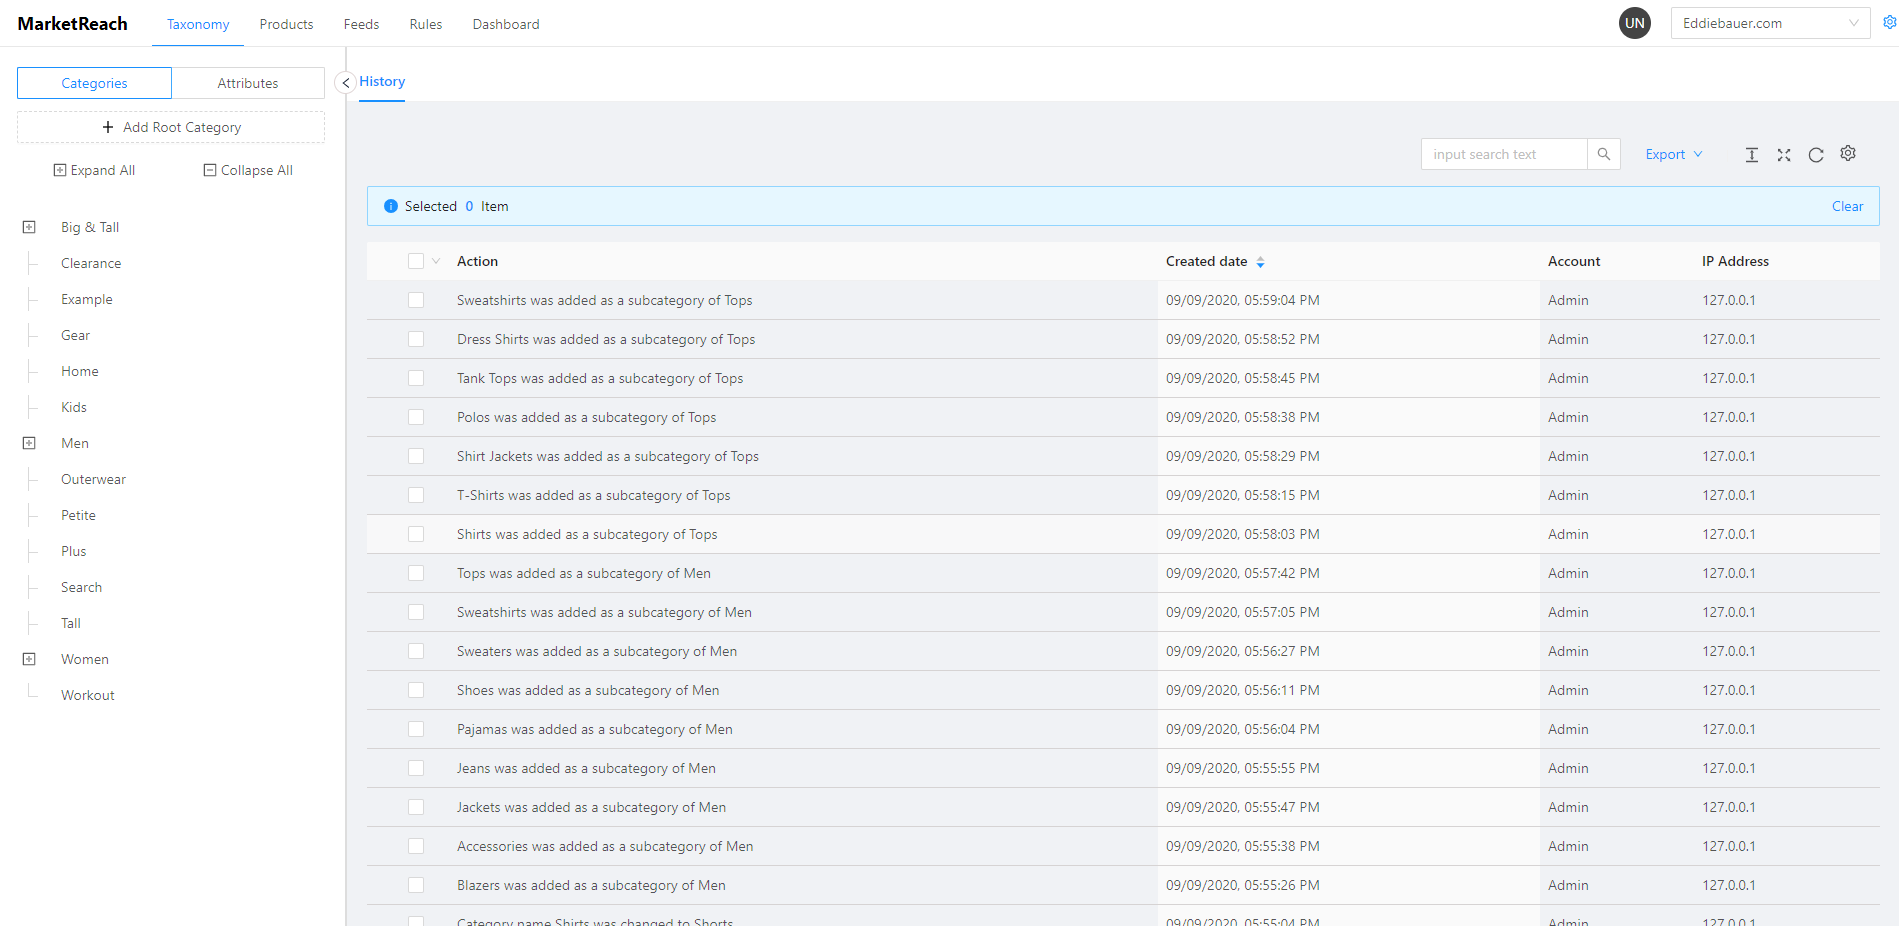 MarketReach Taxonomy Products Feeds Rules Dashboard UN Eddiebauer.com
Categories Attributes
History
Add Root Category
Expand All Collapse All
Big & Tall
Clearance
Example
Gear
Home
Kids
Men
Outerwear
Petite
Plus
Search
Tall
Women
Workout
input search text Export
Selected 0 Item Clear
Action Created date Account IP Address
Sweatshirts was added as a subcategory of Tops 09/09/2020, 05:59:04 PM Admin 127.0.0.1
Dress Shirts was added as a subcategory of Tops 09/09/2020, 05:58:52 PM Admin 127.0.0.1
Tank Tops was added as a subcategory of Tops 09/09/2020, 05:58:45 PM Admin 127.0.0.1
Polos was added as a subcategory of Tops 09/09/2020, 05:58:38 PM Admin 127.0.0.1
Shirt Jackets was added as a subcategory of Tops 09/09/2020, 05:58:29 PM Admin 127.0.0.1
T-Shirts was added as a subcategory of Tops 09/09/2020, 05:58:15 PM Admin 127.0.0.1
Shirts was added as a subcategory of Tops 09/09/2020, 05:58:03 PM Admin 127.0.0.1
Tops was added as a subcategory of Men 09/09/2020, 05:57:42 PM Admin 127.0.0.1
Sweatshirts was added as a subcategory of Men 09/09/2020, 05:57:05 PM Admin 127.0.0.1
Sweaters was added as a subcategory of Men 09/09/2020, 05:56:27 PM Admin 127.0.0.1
Shoes was added as a subcategory of Men 09/09/2020, 05:56:11 PM Admin 127.0.0.1
Pajamas was added as a subcategory of Men 09/09/2020, 05:56:04 PM Admin 127.0.0.1
Jeans was added as a subcategory of Men 09/09/2020, 05:55:55 PM Admin 127.0.0.1
Jackets was added as a subcategory of Men 09/09/2020, 05:55:47 PM Admin 127.0.0.1
Accessories was added as a subcategory of Men 09/09/2020, 05:55:38 PM Admin 127.0.0.1
Blazers was added as a subcategory of Men 09/09/2020, 05:55:26 PM Admin 127.0.0.1
Category name Shirts was changed to Shorts 09/09/2020, 05:55:04 PM Admin 127.0.0.1